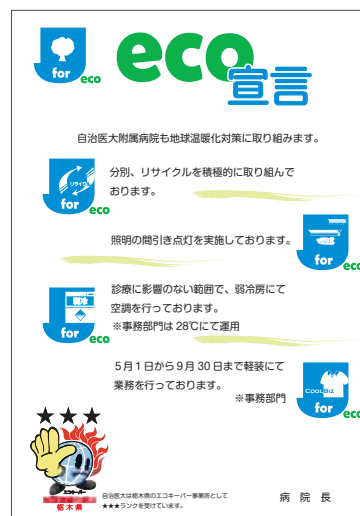 for eco
eco
宣言
自治医大附属病院も地球温暖化対策に取り組みます。
リサイクル
for eco
分別、リサイクルを積極的に取り組んで
おります。
照明の間引き点灯を実施しております。
for eco
弱冷
for eco
診療に影響のない範囲で、弱冷房にて
空調を行っております。
※事務部門は28℃にて運用
5月1日から9月30日まで軽装にて
業務を行っております。
※事務部門
COOLBIZ
for eco
★★★
エコキーパー
栃木県
自治医大は栃木県のエコキーパー事業所として
★★★ランクを受けています。
病 院 長